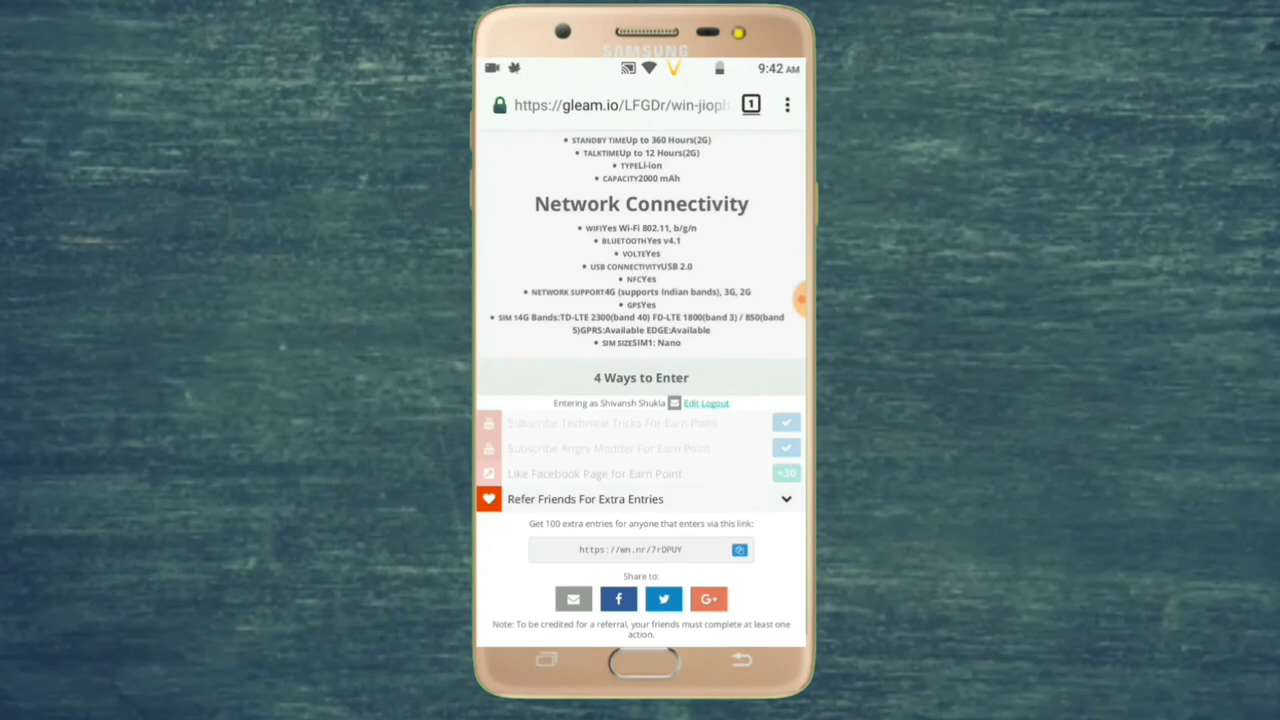 SAMSUNG
9:42 AM
https://gleam.io/LFGDr/win-jioph
1
• STANDBY TIMEUp to 360 Hours(2G)
• TALKTIMEUp to 12 Hours(2G)
• TYPELi-ion
• CAPACITY2000 mAh
Network Connectivity
• WIFIYes Wi-Fi 802.11, b/g/n
• BLUETOOTHYes v4.1
• VOLTEYes
• USB CONNECTIVITYUSB 2.0
• NFCYes
• NETWORK SUPPORT4G (supports Indian bands), 3G, 2G
• GPSYes
• SIM 14G Bands:TD-LTE 2300(band 40) FD-LTE 1800(band 3) / 850(band
5)GPRS:Available EDGE:Available
• SIM SIZESIM1: Nano
4 Ways to Enter
Entering as Shivansh Shukla Edit Logout
Subscribe Technical Tricks For Earn Point
Subscribe Angry Modder For Earn Point
Like Facebook Page for Earn Point +30
Refer Friends For Extra Entries
Get 100 extra entries for anyone that enters via this link:
https://wn.nr/7rDPUY
Share to:
f G+
Note: To be credited for a referral, your friends must complete at least one
action.